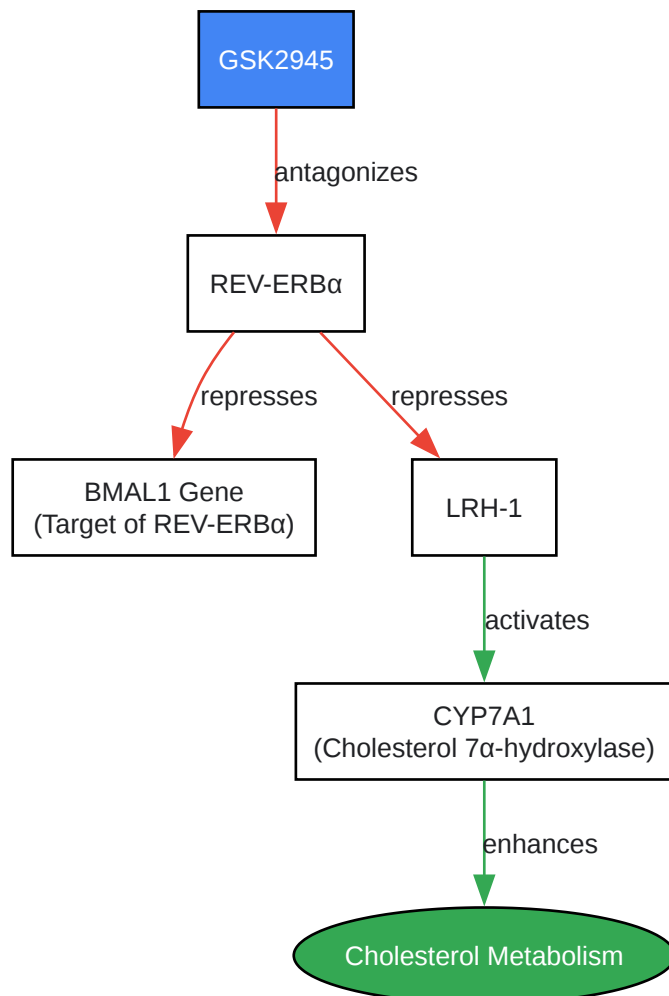 GSK2945
antagonizes
REV-ERBα
represses
represses
BMAL1 Gene
(Target of REV-ERBα)
LRH-1
activates
CYP7A1
(Cholesterol 7α-hydroxylase)
enhances
Cholesterol Metabolism